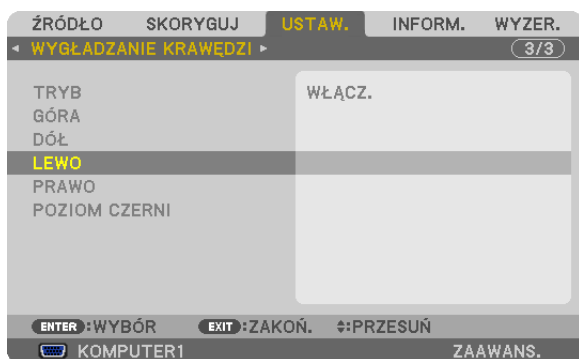 ŹRÓDŁO SKORYGUJ USTAW. INFORM. WYZER.
WYGŁADZANIE KRAWĘDZI 3/3
TRYB WŁĄCZ.
GÓRA
DÓŁ
LEWO
PRAWO
POZIOM CZERNI
ENTER :WYBÓR EXIT :ZAKOŃ. :PRZESUŃ
KOMPUTER1 ZAAWANS.